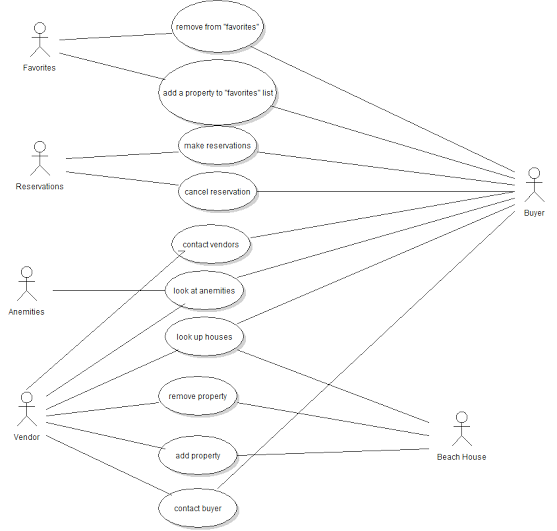 remove from "favorites"
Favorites
add a property to "favorites" list
make reservations
Reservations
cancel reservation
Buyer
contact vendors
look at anemities
Anemities
look up houses
remove property
Vendor
add property
Beach House
contact buyer